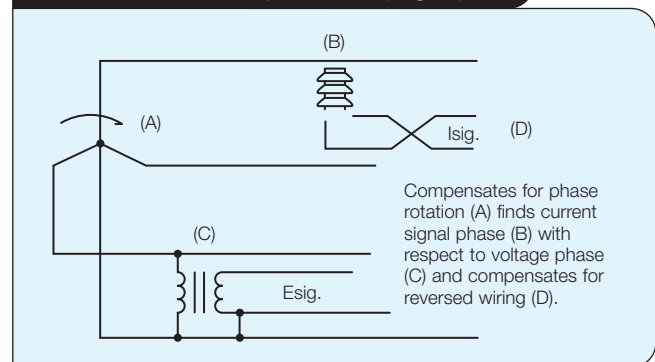 (B)
(A)
Isig.
(D)
(C)
Esig.
Compensates for phase
rotation (A) finds current
signal phase (B) with
respect to voltage phase
(C) and compensates for
reversed wiring (D).